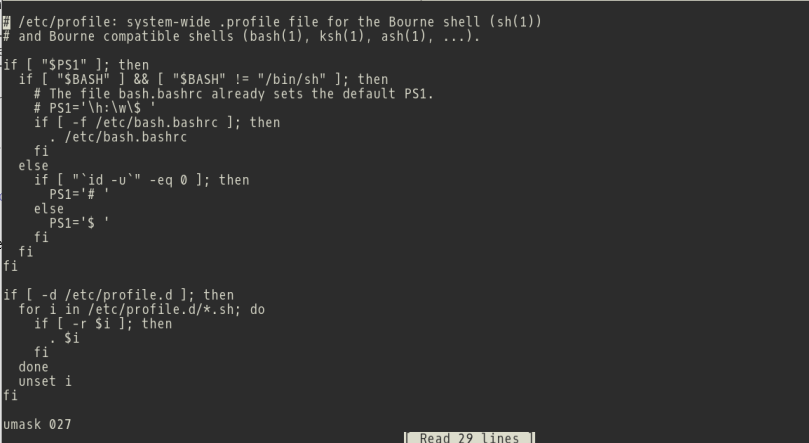 # /etc/profile: system-wide .profile file for the Bourne shell (sh(1))
# and Bourne compatible shells (bash(1), ksh(1), ash(1), ...).

if [ "$PS1" ]; then
  if [ "$BASH" ] && [ "$BASH" != "/bin/sh" ]; then
    # The file bash.bashrc already sets the default PS1.
    # PS1='\h:\w\$ '
    if [ -f /etc/bash.bashrc ]; then
      . /etc/bash.bashrc
    fi
  else
    if [ "`id -u`" -eq 0 ]; then
      PS1='# '
    else
      PS1='$ '
    fi
  fi
fi

if [ -d /etc/profile.d ]; then
  for i in /etc/profile.d/*.sh; do
    if [ -r $i ]; then
      . $i
    fi
  done
  unset i
fi

umask 027
[ Read 29 lines ]